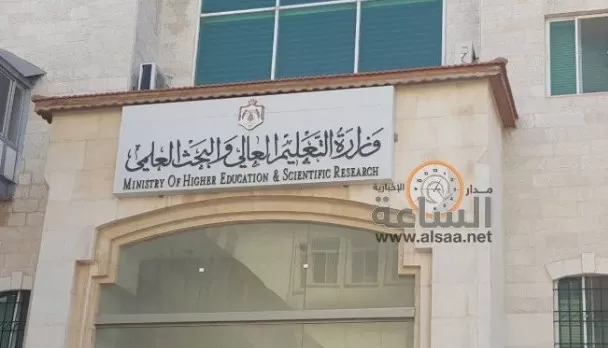 وزارة التعليم العالي والبحث العلمي
MINISTRY OF HIGHER EDUCATION & SCIENTIFIC RESEARCH
مدار الإخبارية
الساعة
www.alsaa.net